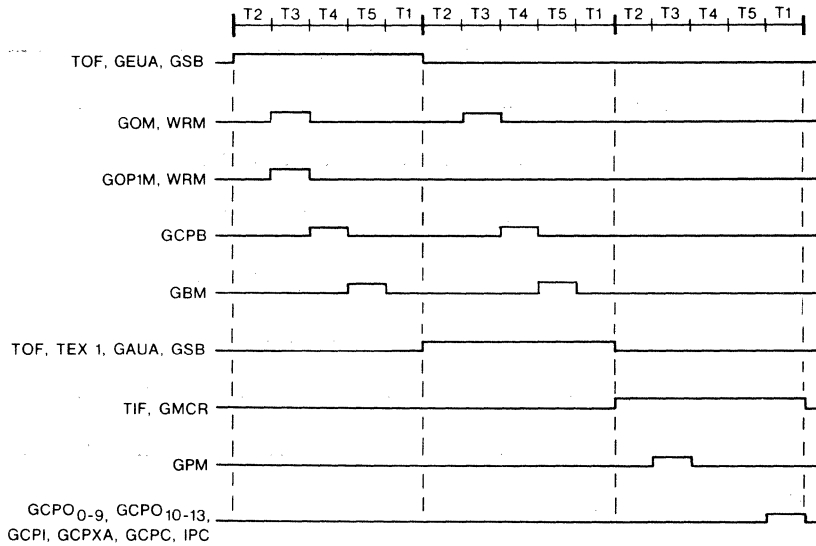 T2 T3 T4 T5 T1 T2 T3 T4 T5 T1 T2 T3 T4 T5 T1
TOF, GEUA, GSB
GOM, WRM
GOP1M, WRM
GCPB
GBM
TOF, TEX 1, GAUA, GSB
TIF, GMCR
GPM
GCPO0-9, GCPO10-13,
GCPI, GCPXA, GCPC, IPC